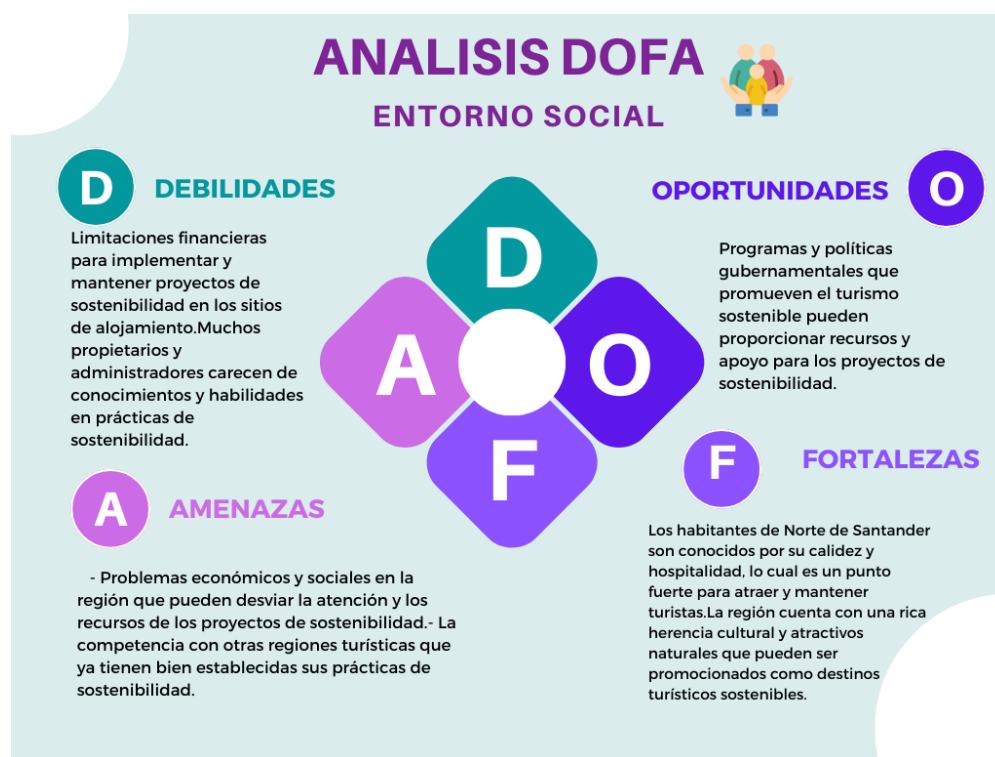 ANALISIS DOFA
ENTORNO SOCIAL
D
DEBILIDADES
Limitaciones financieras
para implementar y
mantener proyectos de
sostenibilidad en los sitios
de alojamiento.Muchos
propietarios y
administradores carecen de
conocimientos y habilidades
en prácticas de
sostenibilidad.
OPORTUNIDADES
O
Programas y políticas
gubernamentales que
promueven el turismo
sostenible pueden
proporcionar recursos y
apoyo para los proyectos de
sostenibilidad.
D
A
O
F
A
AMENAZAS
- Problemas económicos y sociales en la
región que pueden desviar la atención y los
recursos de los proyectos de sostenibilidad.- La
competencia con otras regiones turísticas que
ya tienen bien establecidas sus prácticas de
sostenibilidad.
F
FORTALEZAS
Los habitantes de Norte de Santander
son conocidos por su calidez y
hospitalidad, lo cual es un punto
fuerte para atraer y mantener
turistas.La región cuenta con una rica
herencia cultural y atractivos
naturales que pueden ser
promocionados como destinos
turísticos sostenibles.